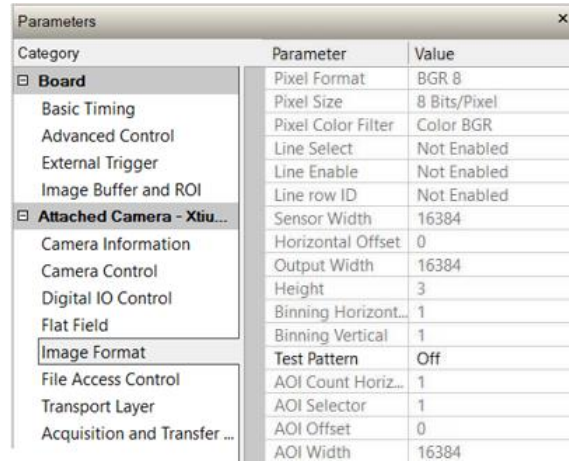 Parameters ×
Category Parameter Value
Board Pixel Format BGR 8
Basic Timing Pixel Size 8 Bits/Pixel
Advanced Control Pixel Color Filter Color BGR
External Trigger Line Select Not Enabled
Image Buffer and ROI Line Enable Not Enabled
Line row ID Not Enabled
Attached Camera - Xtiu... Sensor Width 16384
Camera Information Horizontal Offset 0
Camera Control Output Width 16384
Digital IO Control Height 3
Flat Field Binning Horizont... 1
Binning Vertical 1
Image Format Test Pattern Off
File Access Control AOI Count Horiz... 1
Transport Layer AOI Selector 1
Acquisition and Transfer ... AOI Offset 0
AOI Width 16384